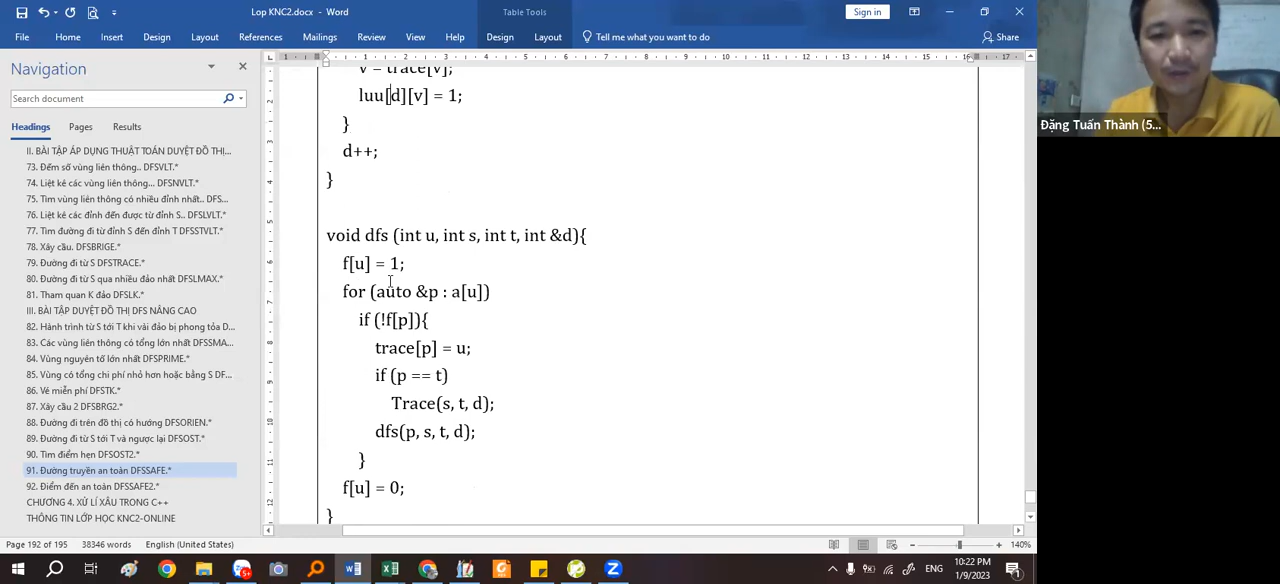 Lop KNC2.docx - Word
Table Tools
Sign in
File
Home
Insert
Design
Layout
References
Mailings
Review
View
Help
Design
Layout
Tell me what you want to do
Share
Navigation
Search document
Headings
Pages
Results
II. BÀI TẬP ÁP DỤNG THUẬT TOÁN DUYỆT ĐỒ THỊ...
73. Đếm số vùng liên thông.. DFSVLT.*
74. Liệt kê các vùng liên thông... DFSNVLT.*
75. Tìm vùng liên thông có nhiều đỉnh nhất.. DFS...
76. Liệt kê các đỉnh đến được từ đỉnh S.. DFSLVLT.*
77. Tìm đường đi từ đỉnh S đến đỉnh T DFSSTVLT.*
78. Xây cầu. DFSBRIGE.*
79. Đường đi từ S DFSTRACE.*
80. Đường đi từ S qua nhiều đảo nhất DFSLMAX.*
81. Tham quan K đảo DFSLK.*
III. BÀI TẬP DUYỆT ĐỒ THỊ DFS NÂNG CAO
82. Hành trình từ S tới T khi vài đảo bị phong tỏa D...
83. Các vùng liên thông có tổng lớn nhất DFSSMA...
84. Vùng nguyên tố lớn nhất DFSPRIME.*
85. Vùng có tổng chi phí nhỏ hơn hoặc bằng S DF...
86. Vé miễn phí DFSTK.*
87. Xây cầu 2 DFSBRG2.*
88. Đường đi trên đồ thị có hướng DFSORIEN.*
89. Đường đi từ S tới T và ngược lại DFSOST.*
90. Tìm điểm hẹn DFSOST2.*
91. Đường truyền an toàn DFSSAFE.*
92. Điểm đến an toàn DFSSAFE2.*
CHƯƠNG 4. XỬ LÍ XÂU TRONG C++
THÔNG TIN LỚP HỌC KNC2-ONLINE
v = trace[v];
luu[d][v] = 1;
}
d++;
}
void dfs (int u, int s, int t, int &d){
f[u] = 1;
for (auto &p : a[u])
if (!f[p]){
trace[p] = u;
if (p == t)
Trace(s, t, d);
dfs(p, s, t, d);
}
f[u] = 0;
}
Đặng Tuấn Thành (5...
Page 192 of 195
38346 words
English (United States)
140%
ENG
10:22 PM
1/9/2023